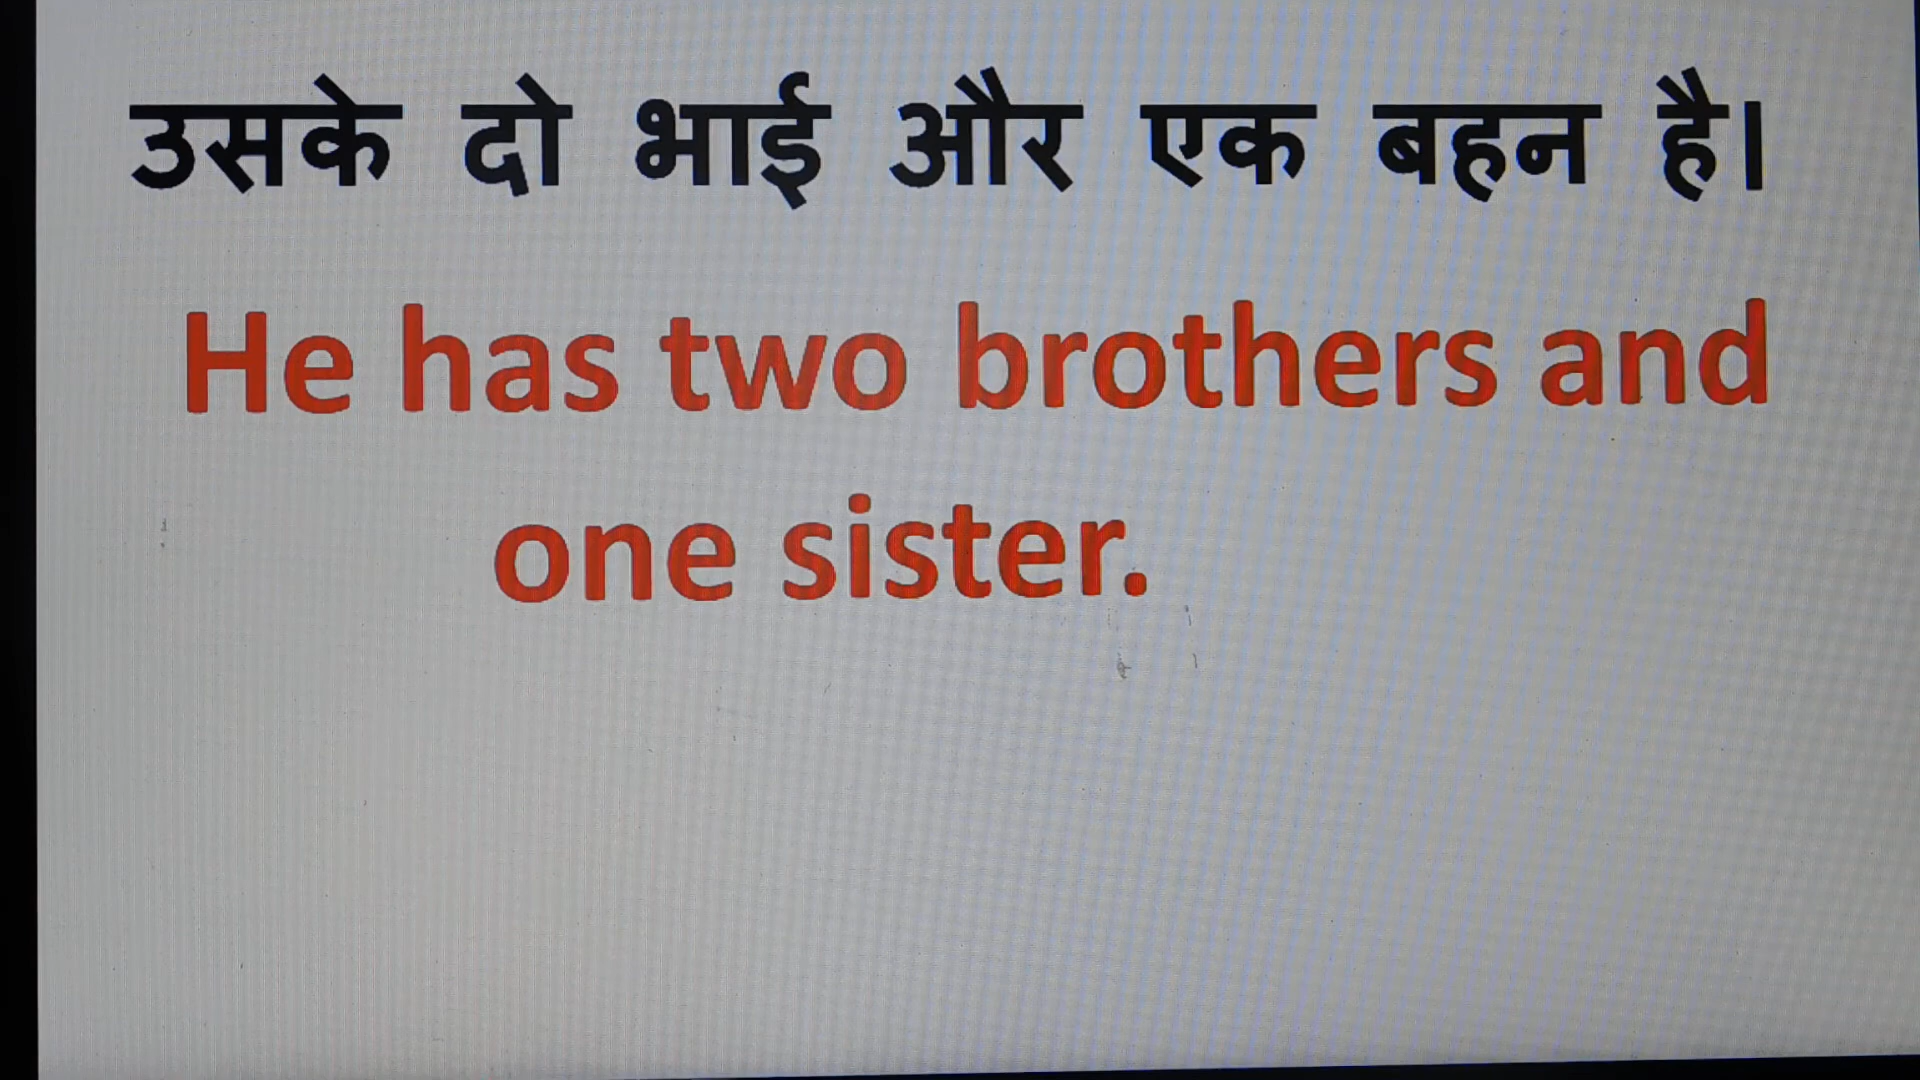 उसके दो भाई और एक बहन है।
He has two brothers and
one sister.